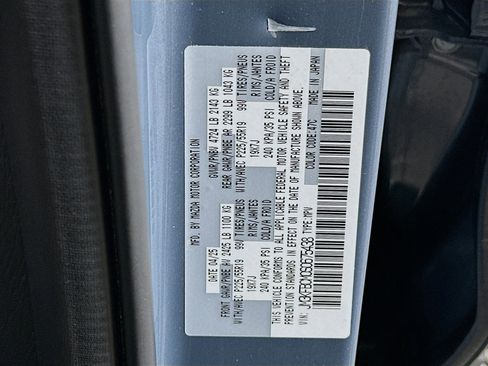 MFD. BY MAZDA MOTOR CORPORATION
04/25 GVWR/PNBV 4724 LB 2143 KG
FRONT GAWR/PNBE AV 2425 LB 1100 KG REAR GAWR/PNBE AR 2299 LB 1043 KG
WITH/AVEC P225/55R19 99V TIRES/PNEUS WITH/AVEC P225/55R19 99V TIRES/PNEUS
19X7J RIMS/JANTES 19X7J RIMS/JANTES
240 KPA/35 PSI COLD/A FROID 240 KPA/35 PSI COLD/A FROID
THIS VEHICLE CONFORMS TO ALL APPLICABLE FEDERAL MOTOR VEHICLE SAFETY AND THEFT
PREVENTION STANDARDS IN EFFECT ON THE DATE OF MANUFACTURE SHOWN ABOVE.
VIN: JM3KFBCM0S0675438 TYPE:MPV COLOR CODE:47C MADE IN JAPAN